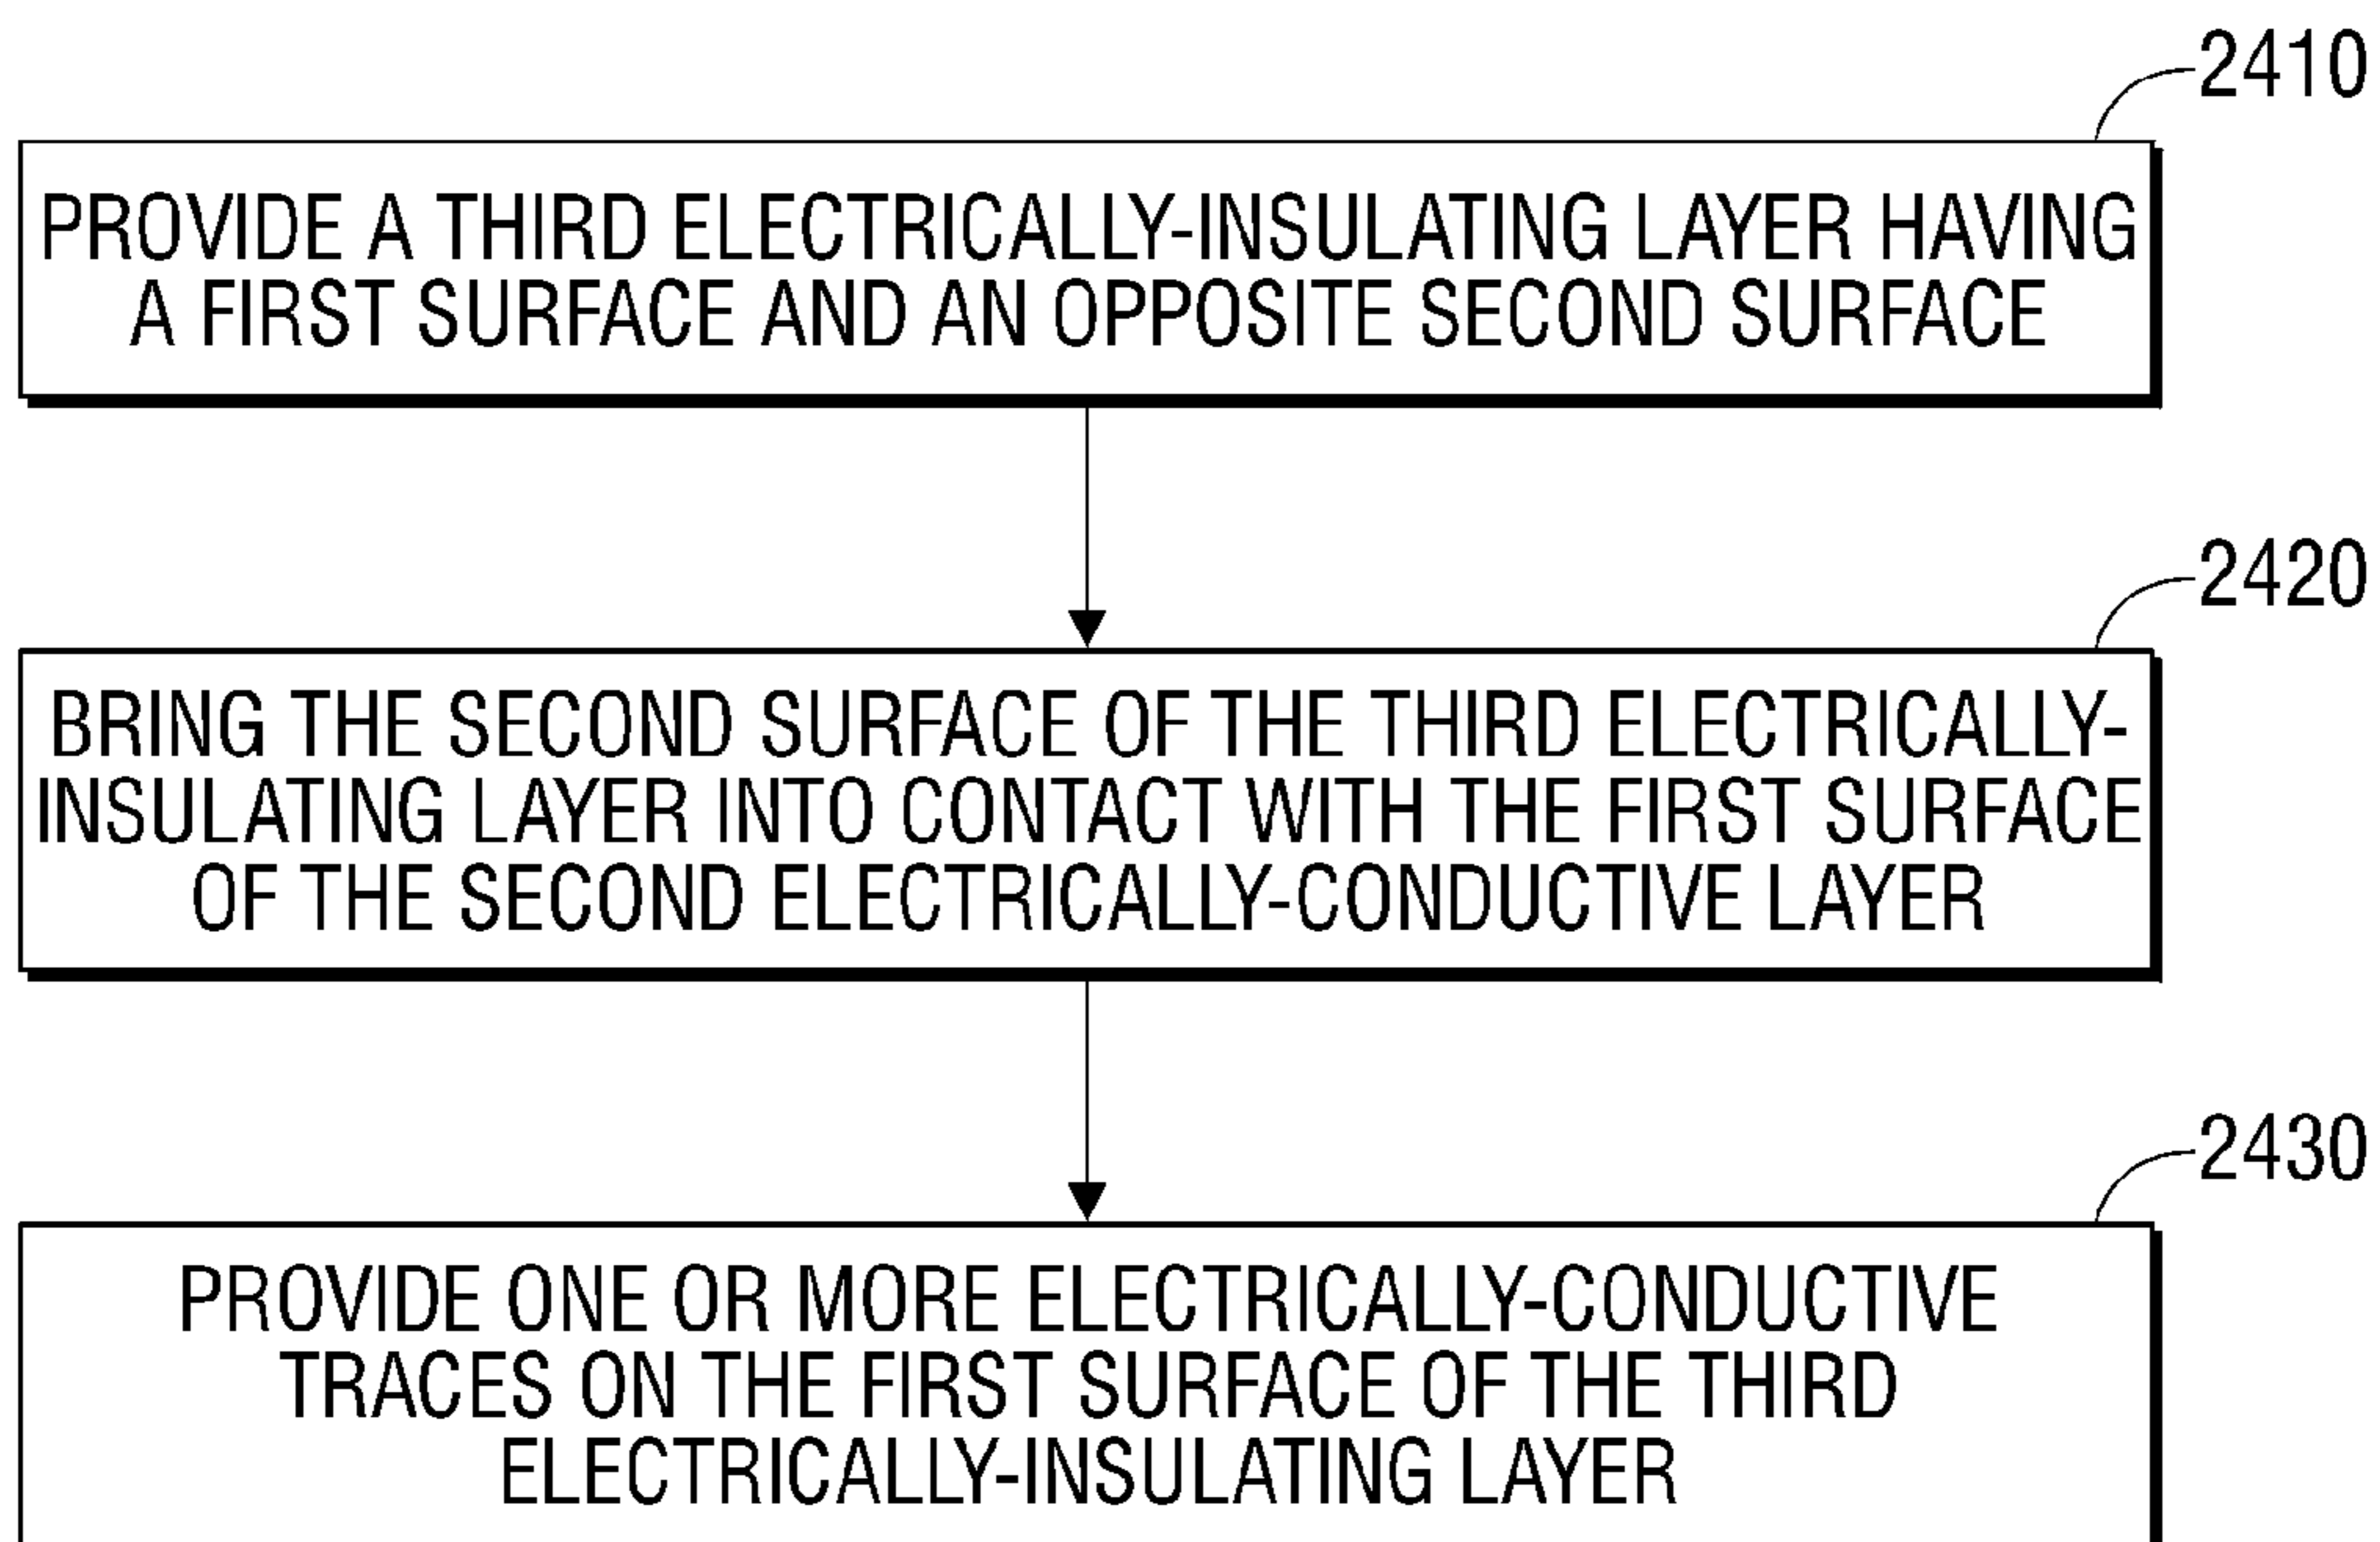 2410
PROVIDE A THIRD ELECTRICALLY-INSULATING LAYER HAVING
A FIRST SURFACE AND AN OPPOSITE SECOND SURFACE
2420
BRING THE SECOND SURFACE OF THE THIRD ELECTRICALLY-
INSULATING LAYER INTO CONTACT WITH THE FIRST SURFACE
OF THE SECOND ELECTRICALLY-CONDUCTIVE LAYER
2430
PROVIDE ONE OR MORE ELECTRICALLY-CONDUCTIVE
TRACES ON THE FIRST SURFACE OF THE THIRD
ELECTRICALLY-INSULATING LAYER